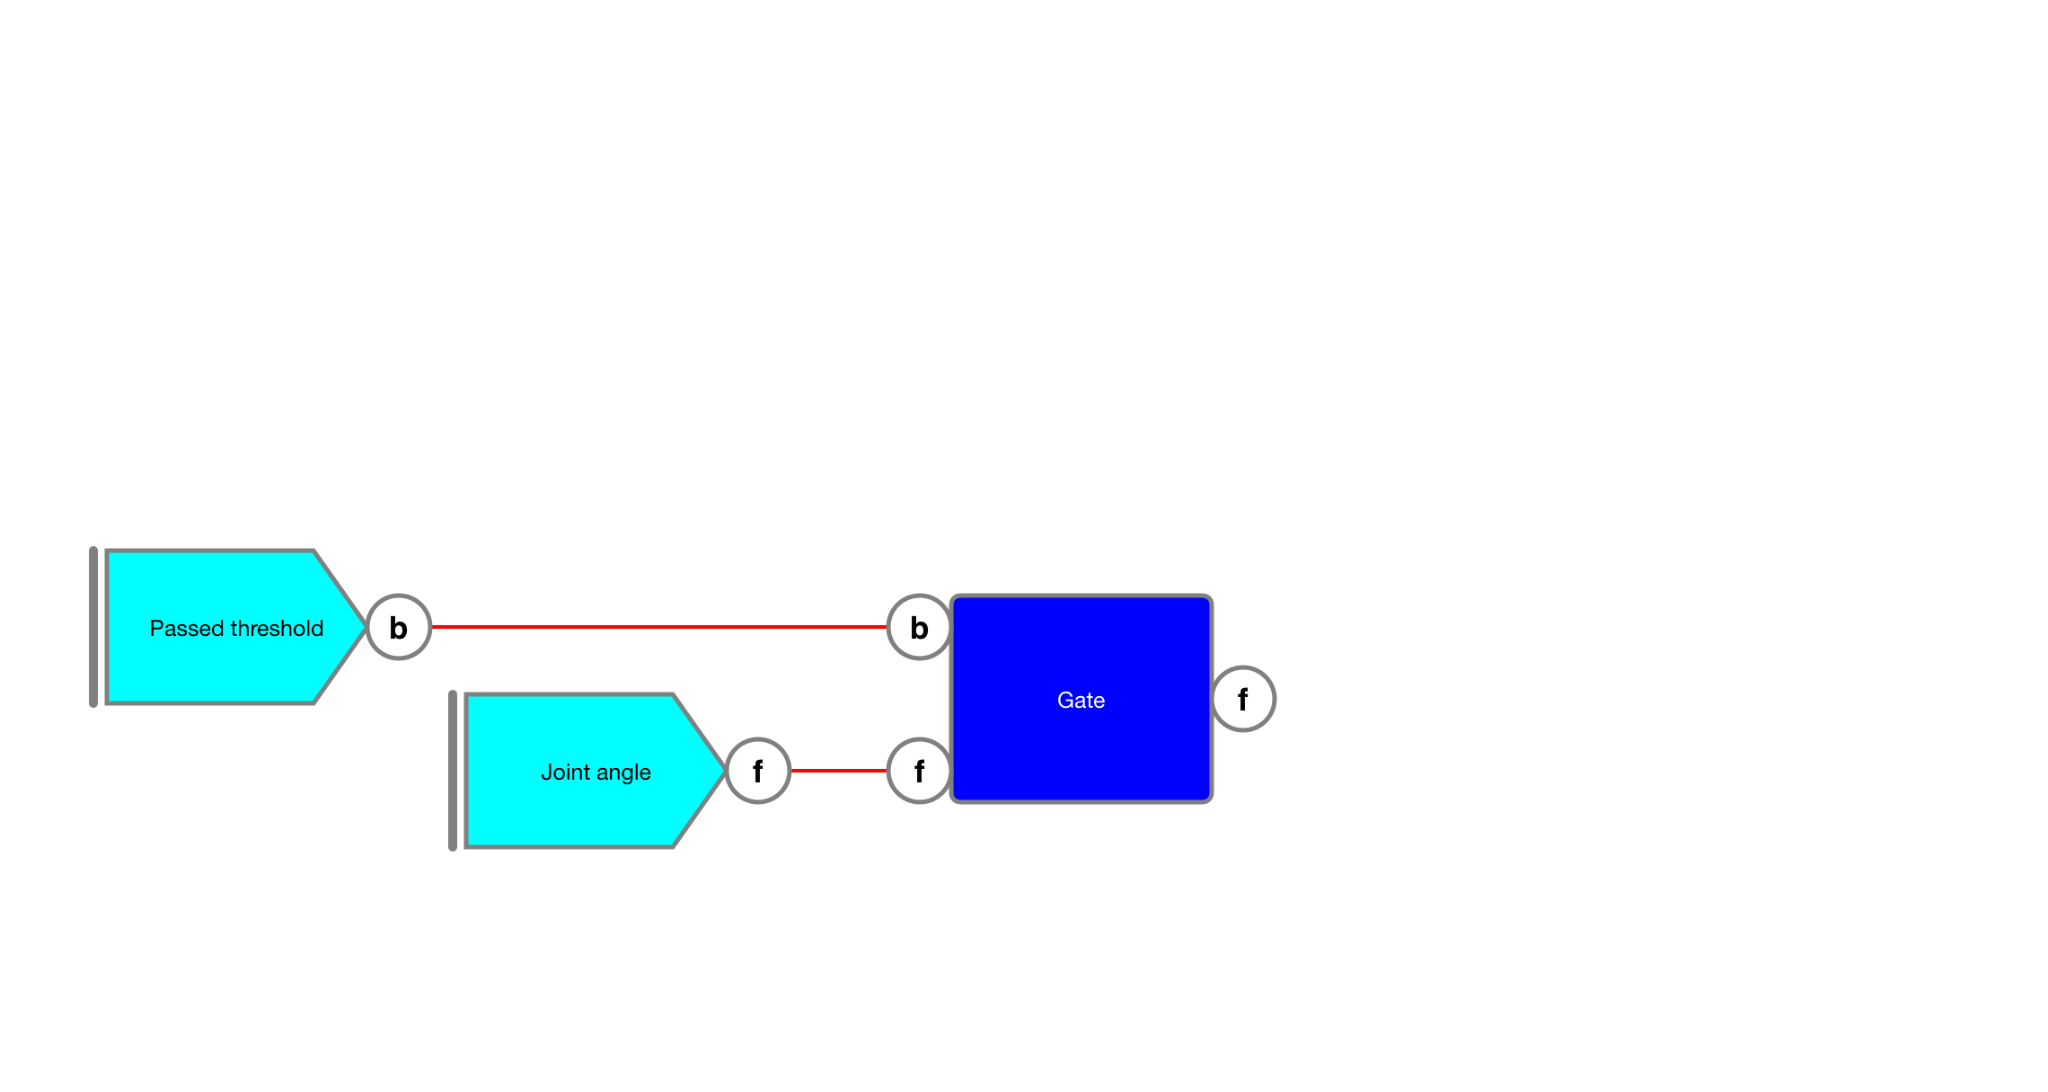 Passed threshold
b
b
Gate
f
Joint angle
f
f